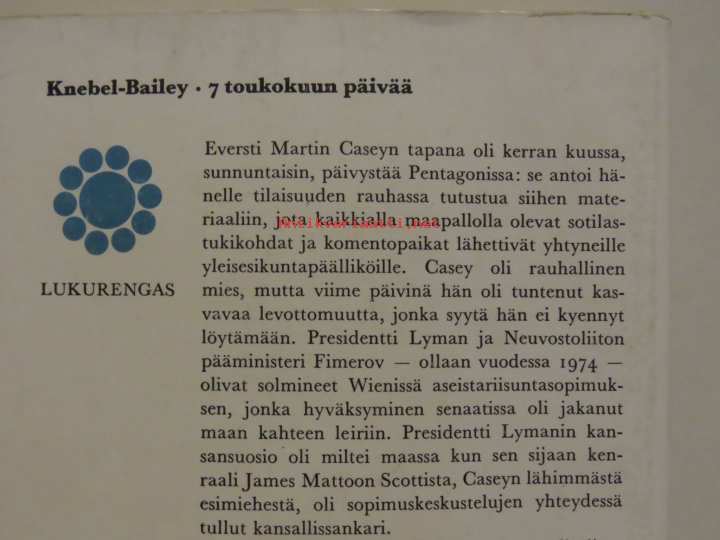 Knebel-Bailey · 7 toukokuun päivää
Eversti Martin Caseyn tapana oli kerran kuussa,
sunnuntaisin, päivystää Pentagonissa: se antoi hä-
nelle tilaisuuden rauhassa tutustua siihen mate-
riaaliin, jota kaikkialla maapallolla olevat sotilas-
tukikohdat ja komentopaikat lähettivät yhtyneille
yleisesikuntapäälliköille. Casey oli rauhallinen
mies, mutta viime päivinä hän oli tuntenut kas-
vavaa levottomuutta, jonka syytä hän ei kyennyt
löytämään. Presidentti Lyman ja Neuvostoliiton
pääministeri Fimerov — ollaan vuodessa 1974 —
olivat solmineet Wienissä aseistariisuntasopimuk-
sen, jonka hyväksyminen senaatissa oli jakanut
maan kahteen leiriin. Presidentti Lymanin kan-
sansuosio oli miltei maassa kun sen sijaan ken-
raali James Mattoon Scottista, Caseyn lähimmästä
esimiehestä, oli sopimuskeskustelujen yhteydessä
tullut kansallissankari.
LUKURENGAS